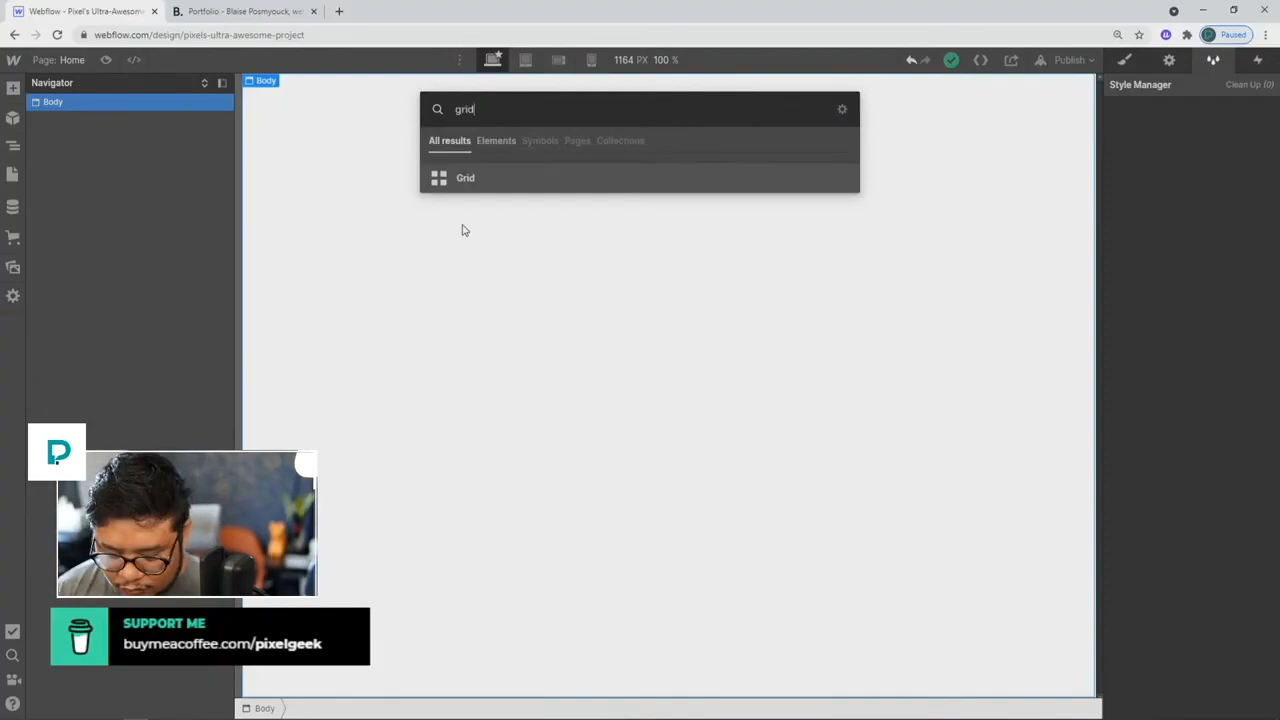 Webflow - Pixel's Ultra-Awesome
B. Portfolio - Blaise Posmyouck, we
webflow.com/design/pixels-ultra-awesome-project
Paused
Page: Home
1164 PX 100 %
Publish
Navigator
Body
Body
grid
All results Elements Symbols Pages Collections
Grid
Style Manager
Clean Up (0)
SUPPORT ME
buymeacoffee.com/pixelgeek
Body